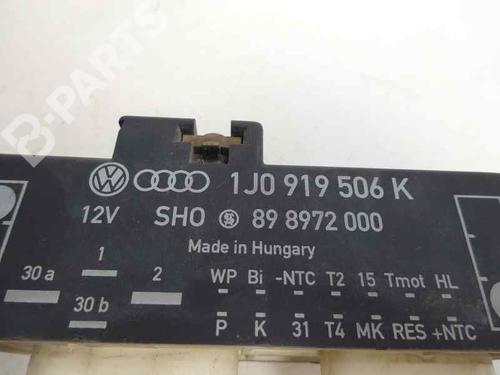 B-PARTS
1J0 919 506 K
12V SHO 89 8972 000
Made in Hungary
30 a 1 2 WP Bi -NTC T2 15 Tmot HL
30 b P K 31 T4 MK RES +NTC